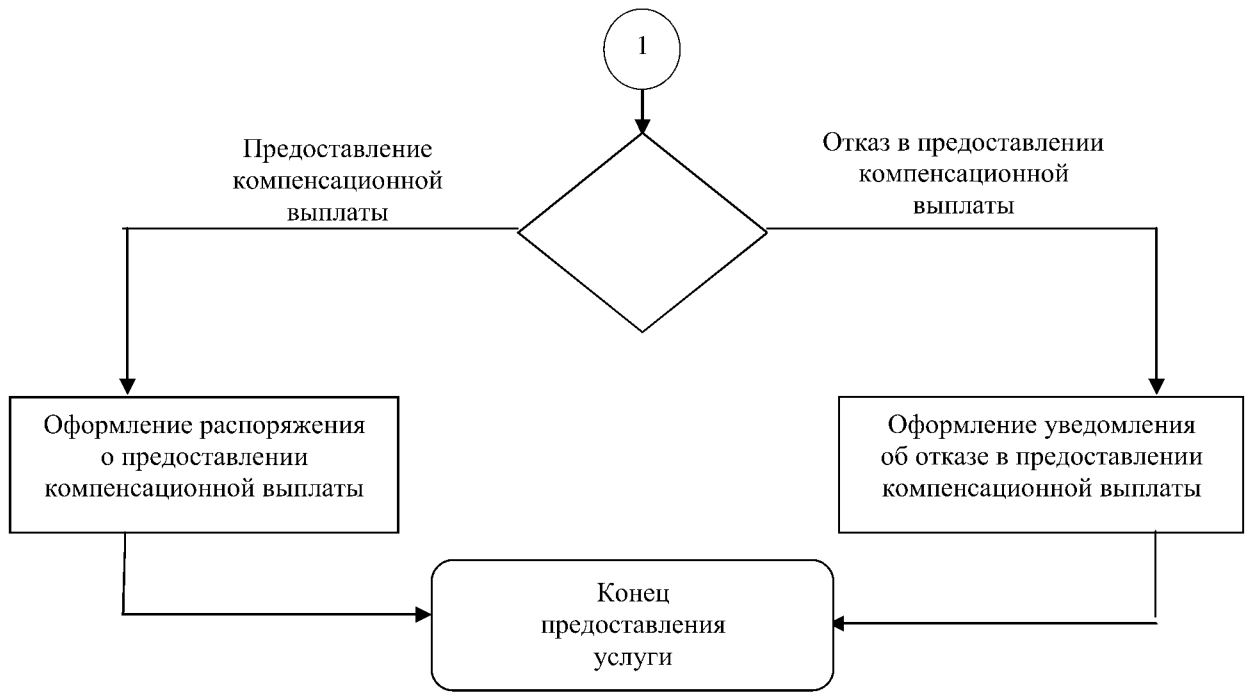 1
Предоставление
компенсационной
выплаты
Отказ в предоставлении
компенсационной
выплаты
Оформление распоряжения
о предоставлении
компенсационной выплаты
Оформление уведомления
об отказе в предоставлении
компенсационной выплаты
Конец
предоставления
услуги